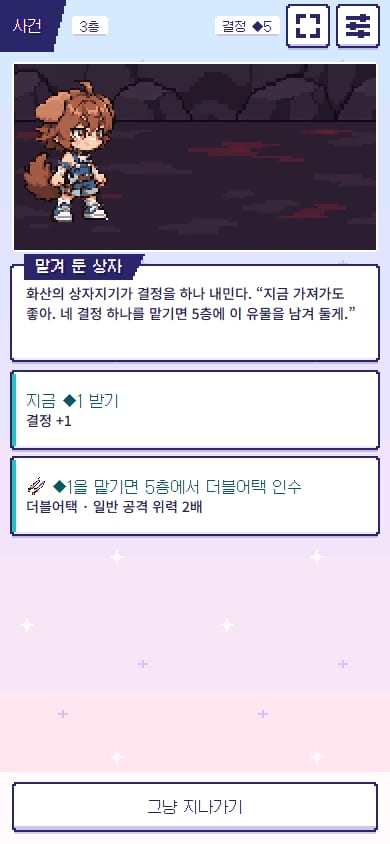 사건
3층
결정 ◆5
맡겨 둔 상자
화산의 상자지기가 결정을 하나 내민다. “지금 가져가도
좋아. 네 결정 하나를 맡기면 5층에 이 유물을 남겨 둘게.”
지금 ◆1 받기
결정 +1
◆1을 맡기면 5층에서 더블어택 인수
더블어택 · 일반 공격 위력 2배
그냥 지나가기